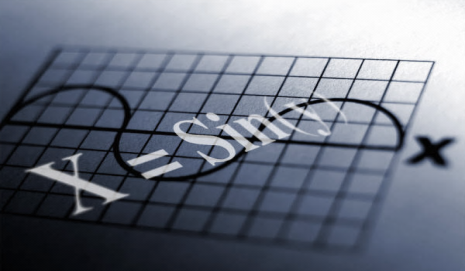 X = Sin(y)
x